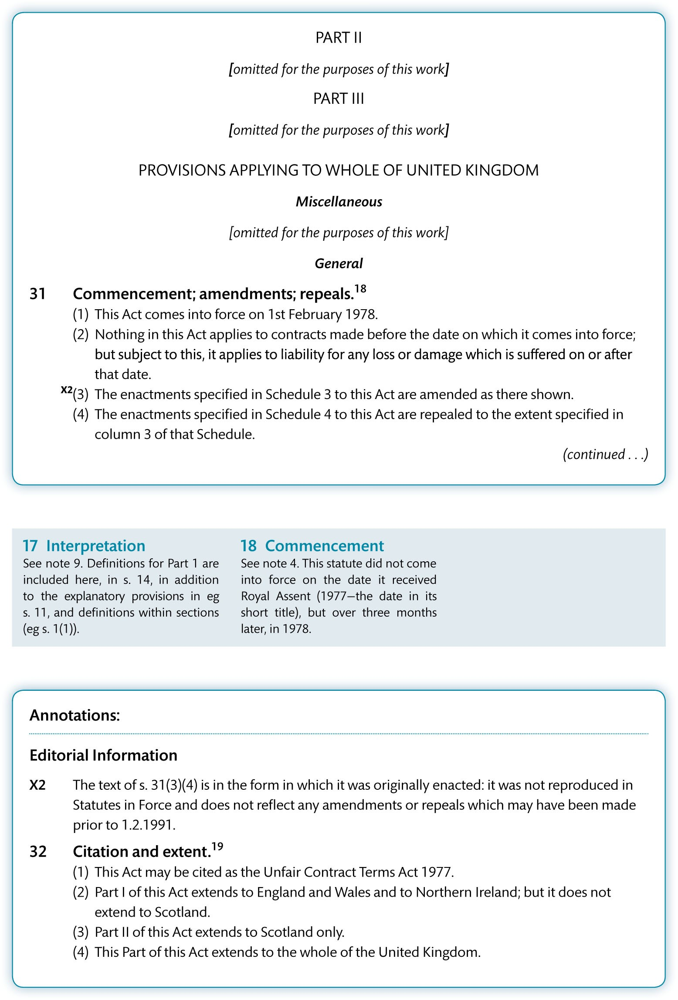 PART II
[omitted for the purposes of this work]
PART III
[omitted for the purposes of this work]
PROVISIONS APPLYING TO WHOLE OF UNITED KINGDOM
Miscellaneous
[omitted for the purposes of this work]
General
31 Commencement; amendments; repeals.18
(1) This Act comes into force on 1st February 1978.
(2) Nothing in this Act applies to contracts made before the date on which it comes into force;
but subject to this, it applies to liability for any loss or damage which is suffered on or after
that date.
X2(3) The enactments specified in Schedule 3 to this Act are amended as there shown.
(4) The enactments specified in Schedule 4 to this Act are repealed to the extent specified in
column 3 of that Schedule.
(continued . . .)
17 Interpretation
See note 9. Definitions for Part 1 are
included here, in s. 14, in addition
to the explanatory provisions in eg
s. 11, and definitions within sections
(eg s. 1(1)).
18 Commencement
See note 4. This statute did not come
into force on the date it received
Royal Assent (1977—the date in its
short title), but over three months
later, in 1978.
Annotations:
Editorial Information
X2 The text of s. 31(3)(4) is in the form in which it was originally enacted: it was not reproduced in
Statutes in Force and does not reflect any amendments or repeals which may have been made
prior to 1.2.1991.
32 Citation and extent.19
(1) This Act may be cited as the Unfair Contract Terms Act 1977.
(2) Part I of this Act extends to England and Wales and to Northern Ireland; but it does not
extend to Scotland.
(3) Part II of this Act extends to Scotland only.
(4) This Part of this Act extends to the whole of the United Kingdom.